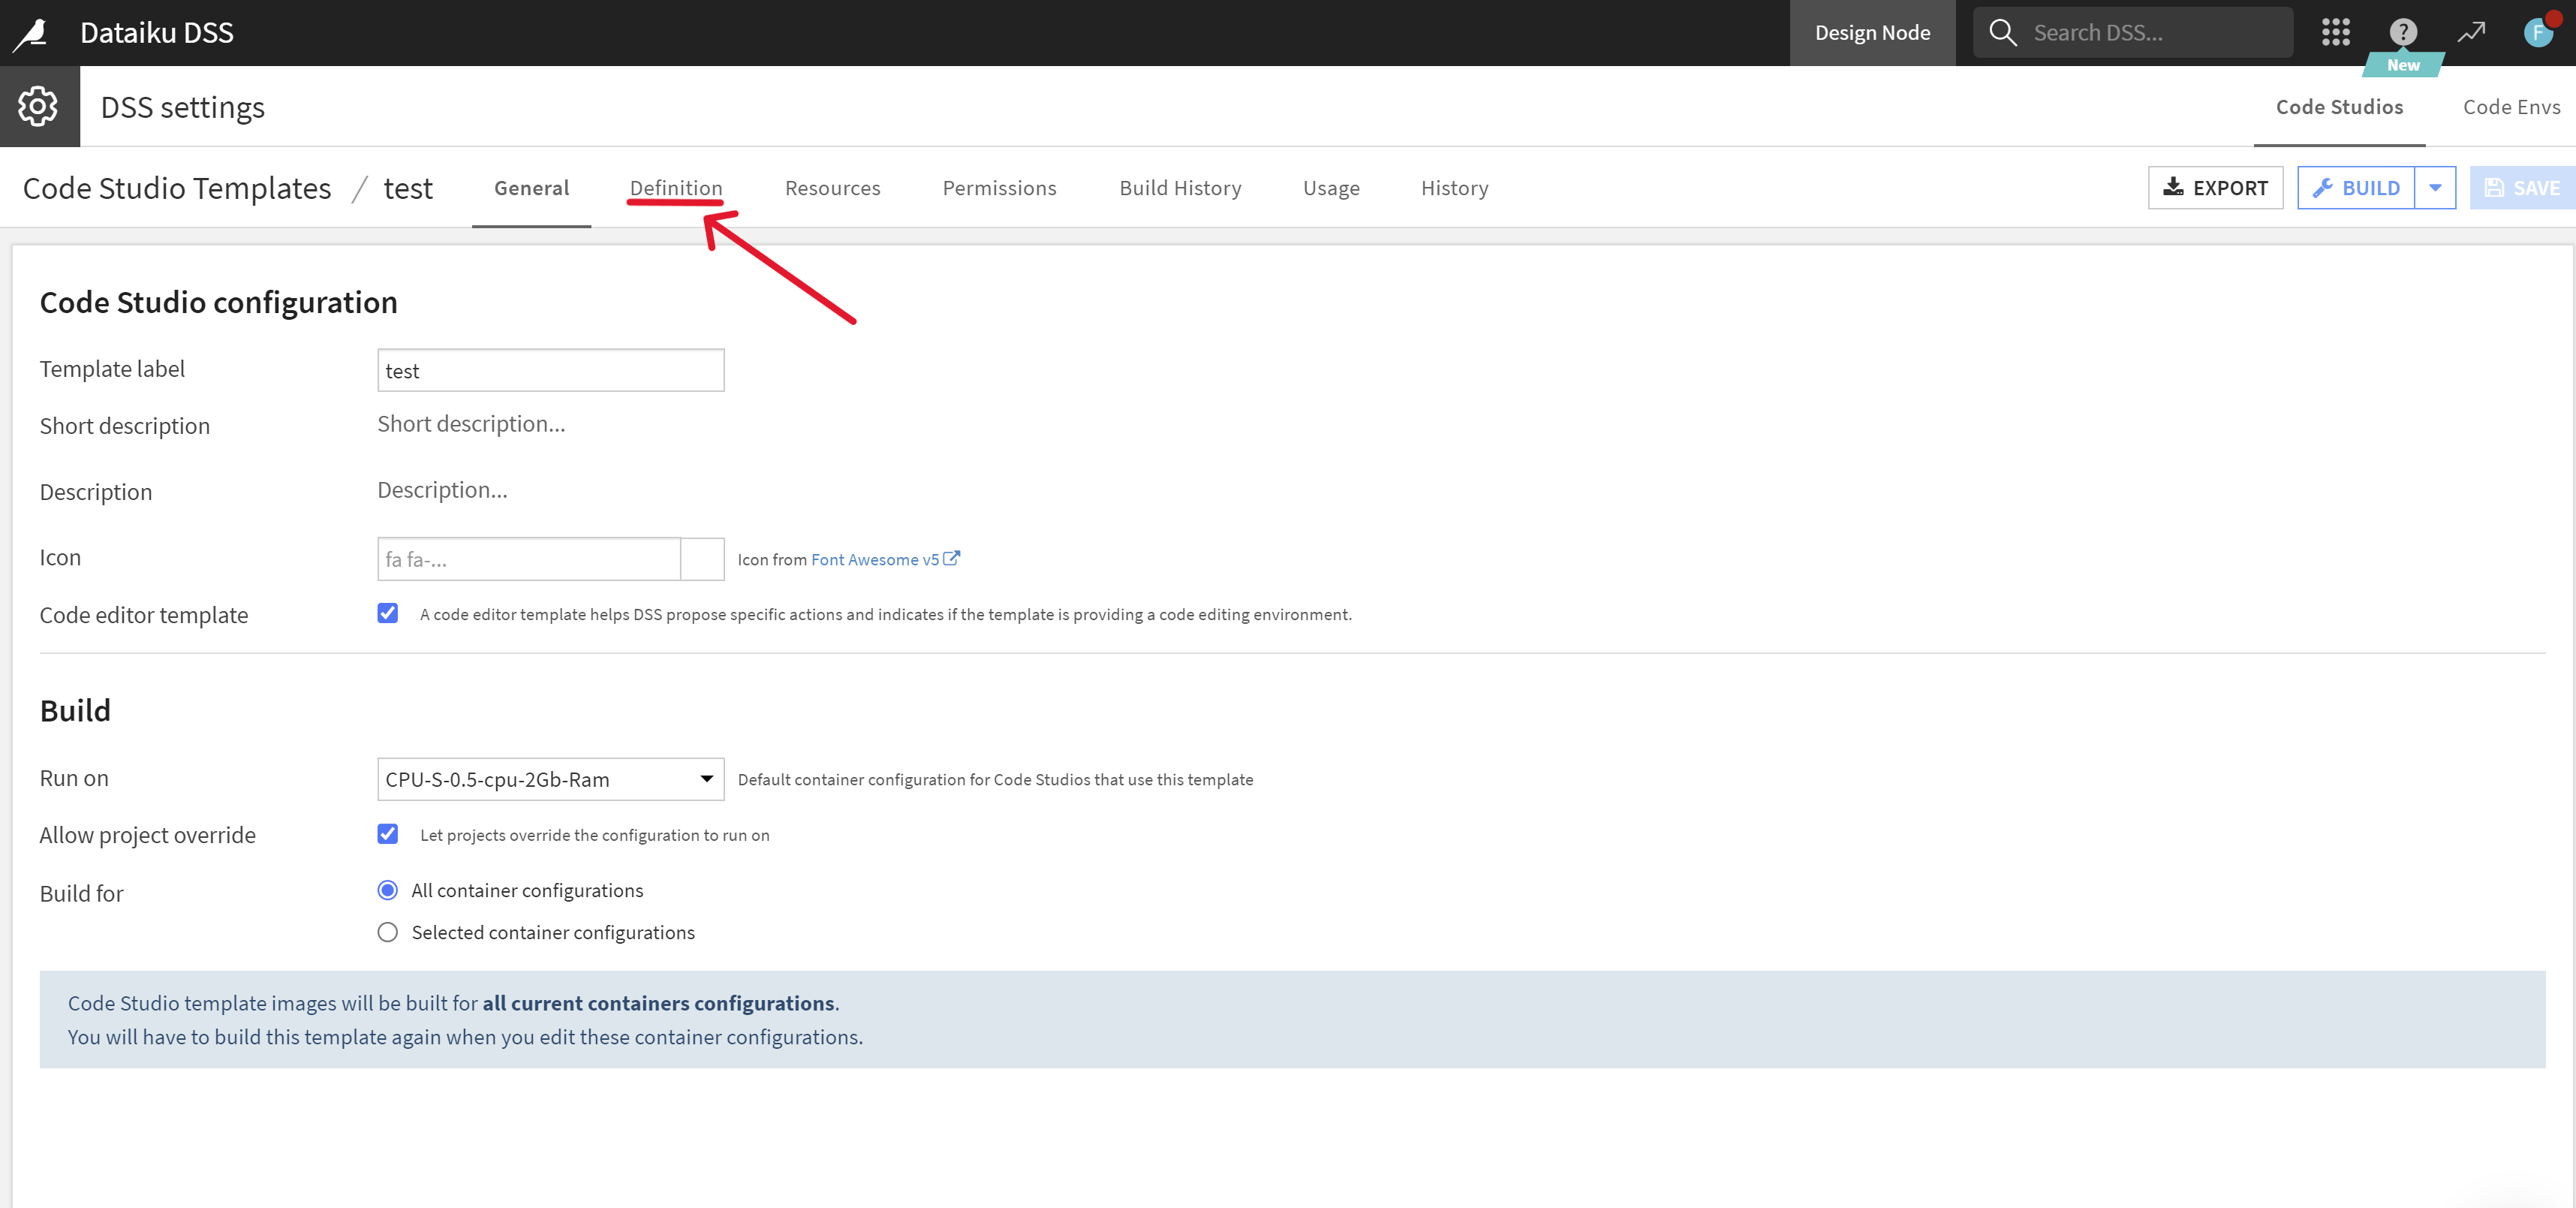 Dataiku DSS
Design Node
Search DSS...
?
F
New
DSS settings
Code Studios
Code Envs
Code Studio Templates / test
General
Definition
Resources
Permissions
Build History
Usage
History
EXPORT
BUILD
SAVE
Code Studio configuration
Template label
test
Short description
Short description...
Description
Description...
Icon
fa fa-...
Icon from Font Awesome v5
Code editor template
A code editor template helps DSS propose specific actions and indicates if the template is providing a code editing environment.
Build
Run on
CPU-S-0.5-cpu-2Gb-Ram
Default container configuration for Code Studios that use this template
Allow project override
Let projects override the configuration to run on
Build for
All container configurations
Selected container configurations
Code Studio template images will be built for all current containers configurations.
You will have to build this template again when you edit these container configurations.